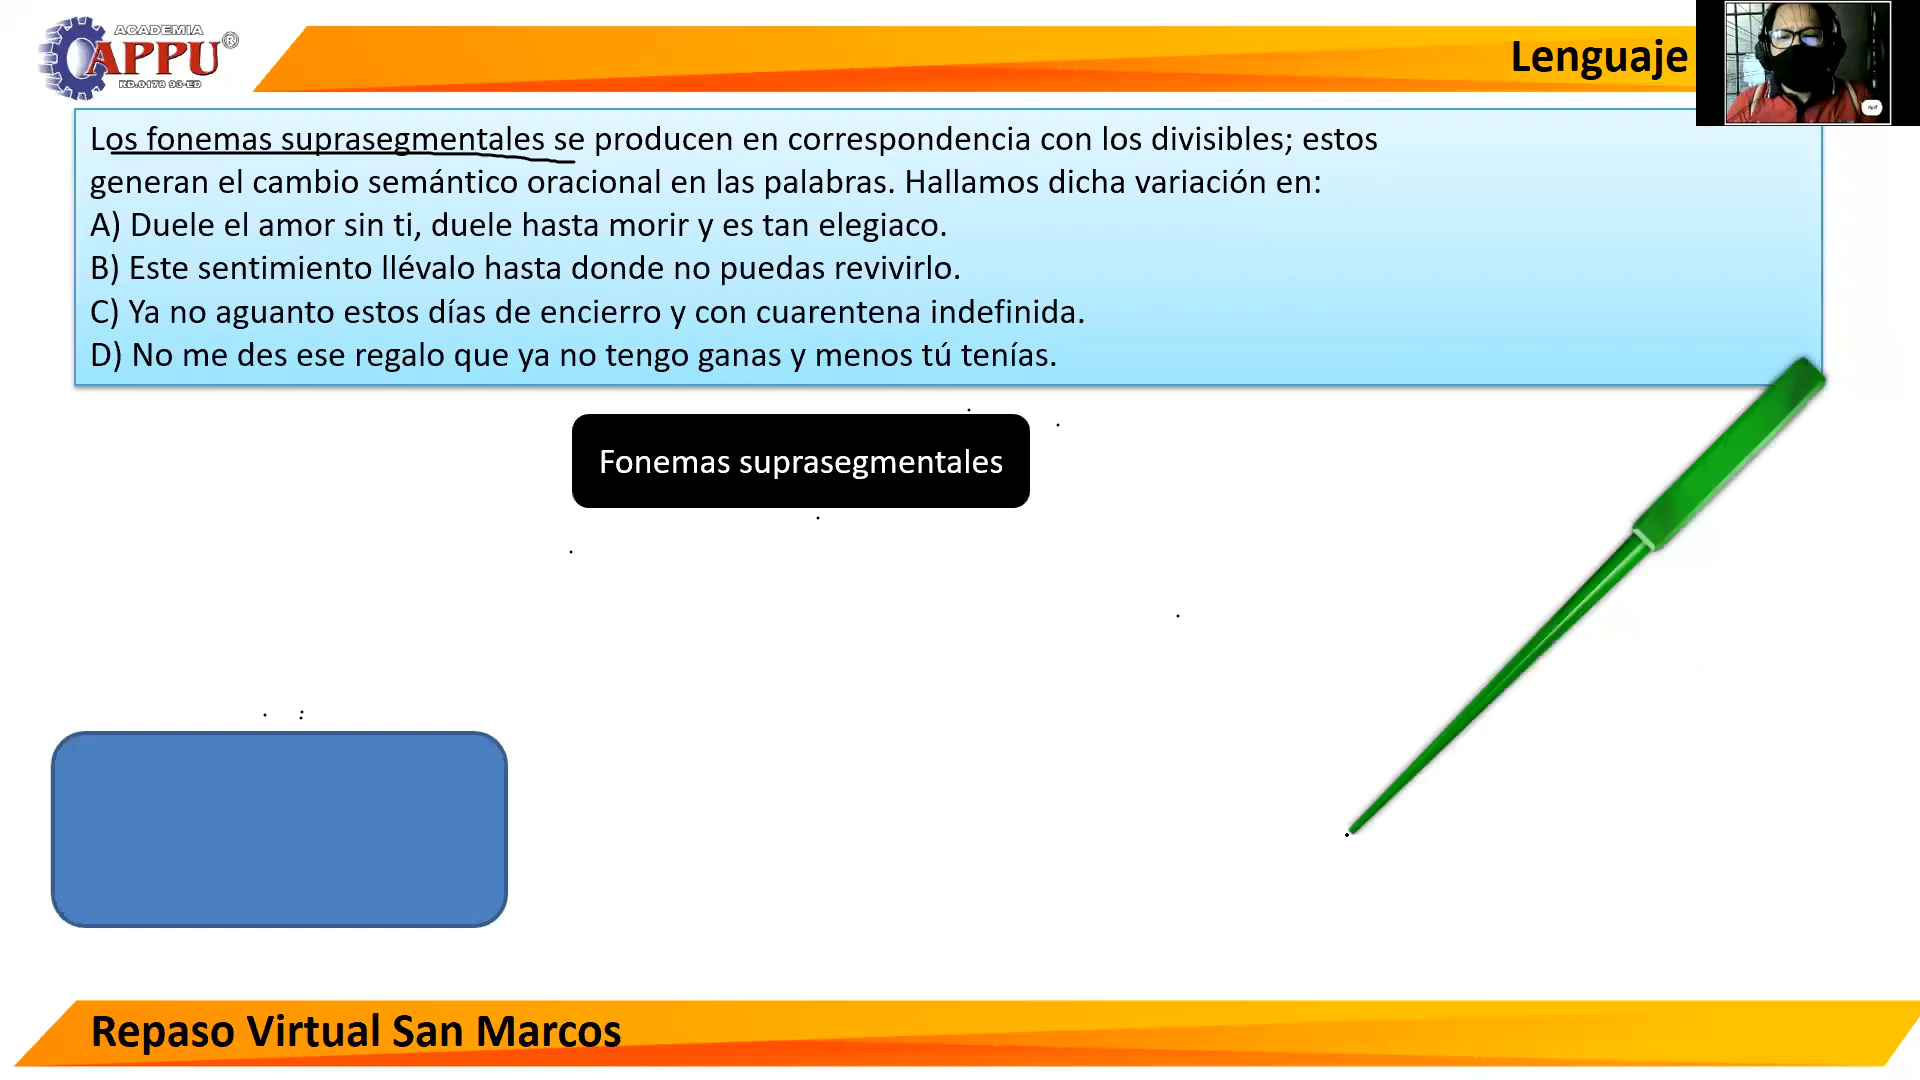 ACADEMIA
APPU®
RD.0178 93-ED
Lenguaje
Los fonemas suprasegmentales se producen en correspondencia con los divisibles; estos
generan el cambio semántico oracional en las palabras. Hallamos dicha variación en:
A) Duele el amor sin ti, duele hasta morir y es tan elegiaco.
B) Este sentimiento llévalo hasta donde no puedas revivirlo.
C) Ya no aguanto estos días de encierro y con cuarentena indefinida.
D) No me des ese regalo que ya no tengo ganas y menos tú tenías.
Fonemas suprasegmentales
Repaso Virtual San Marcos